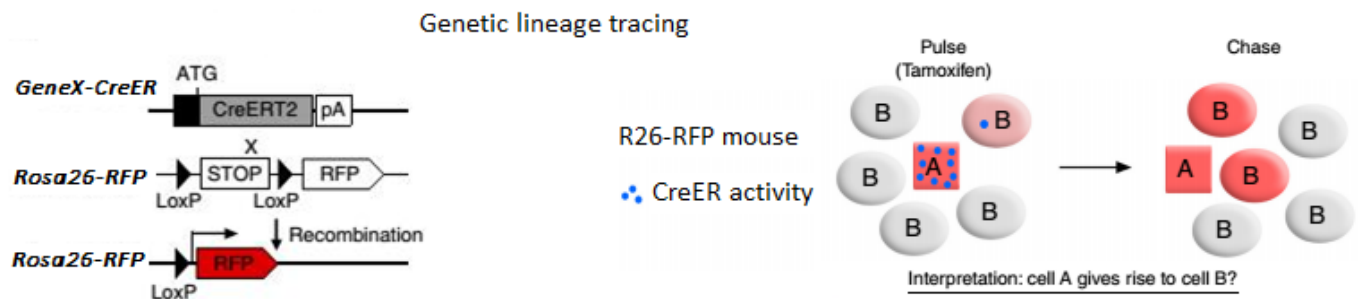 Genetic lineage tracing
ATG
GeneX-CreER
CreERT2 pA
X
Rosa26-RFP STOP RFP
LoxP LoxP
Recombination
Rosa26-RFP RFP
LoxP
R26-RFP mouse
CreER activity
Pulse
(Tamoxifen)
B B
B A
B B
Chase
B B
A B
B B
Interpretation: cell A gives rise to cell B?